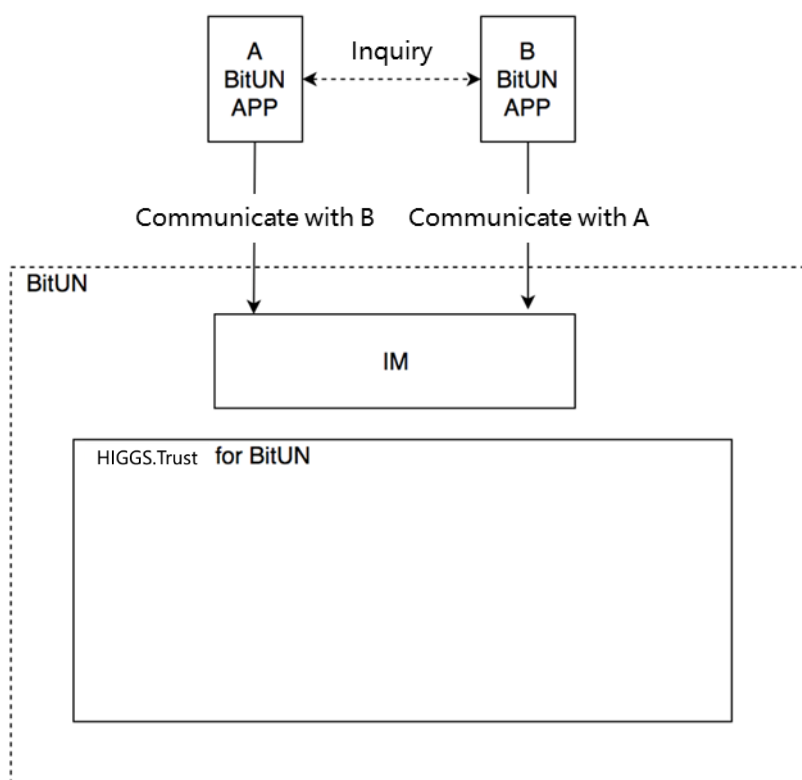 A
BitUN
APP
Inquiry
B
BitUN
APP
Communicate with B
Communicate with A
BitUN
IM
HIGGS.Trust for BitUN